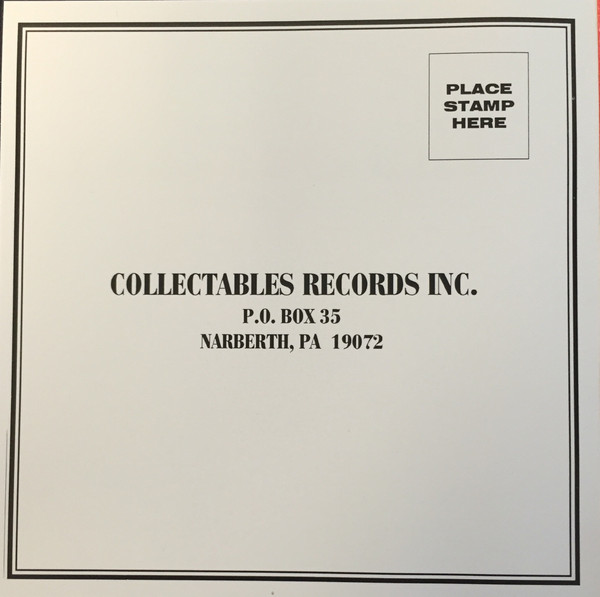 PLACE
STAMP
HERE
COLLECTABLES RECORDS INC.
P.O. BOX 35
NARBERTH, PA 19072